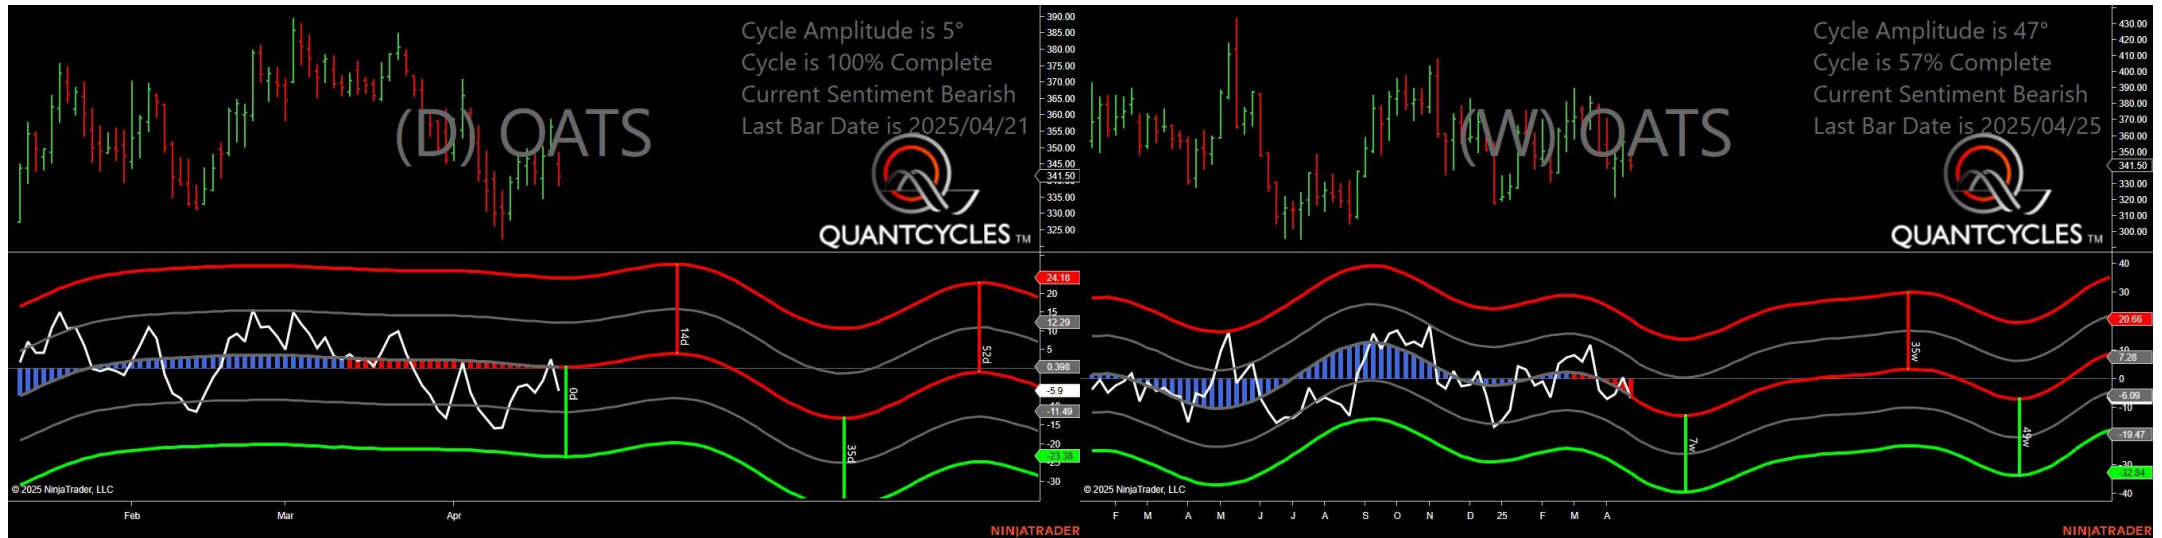 Cycle Amplitude is 5°
Cycle is 100% Complete
Current Sentiment Bearish
Last Bar Date is 2025/04/21
(D) OATS
QUANTCYCLES TM
390.00
385.00
380.00
375.00
370.00
365.00
360.00
355.00
350.00
345.00
341.50
335.00
330.00
325.00
24.18
20
15
12.29
10
5
0.398
-5.9
-11.49
-15
-20
-23.38
-30
14d
52d
0d
35d
© 2025 NinjaTrader, LLC
Feb
Mar
Apr
NINJATRADER
Cycle Amplitude is 47°
Cycle is 57% Complete
Current Sentiment Bearish
Last Bar Date is 2025/04/25
(W) OATS
QUANTCYCLES TM
430.00
420.00
410.00
400.00
390.00
380.00
370.00
360.00
350.00
341.50
330.00
320.00
310.00
300.00
40
30
20.66
10
7.28
0
-6.09
-10
-19.47
-30
-32.84
-40
35w
7w
49w
© 2025 NinjaTrader, LLC
F
M
A
M
J
J
A
S
O
N
D
25
F
M
A
NINJATRADER